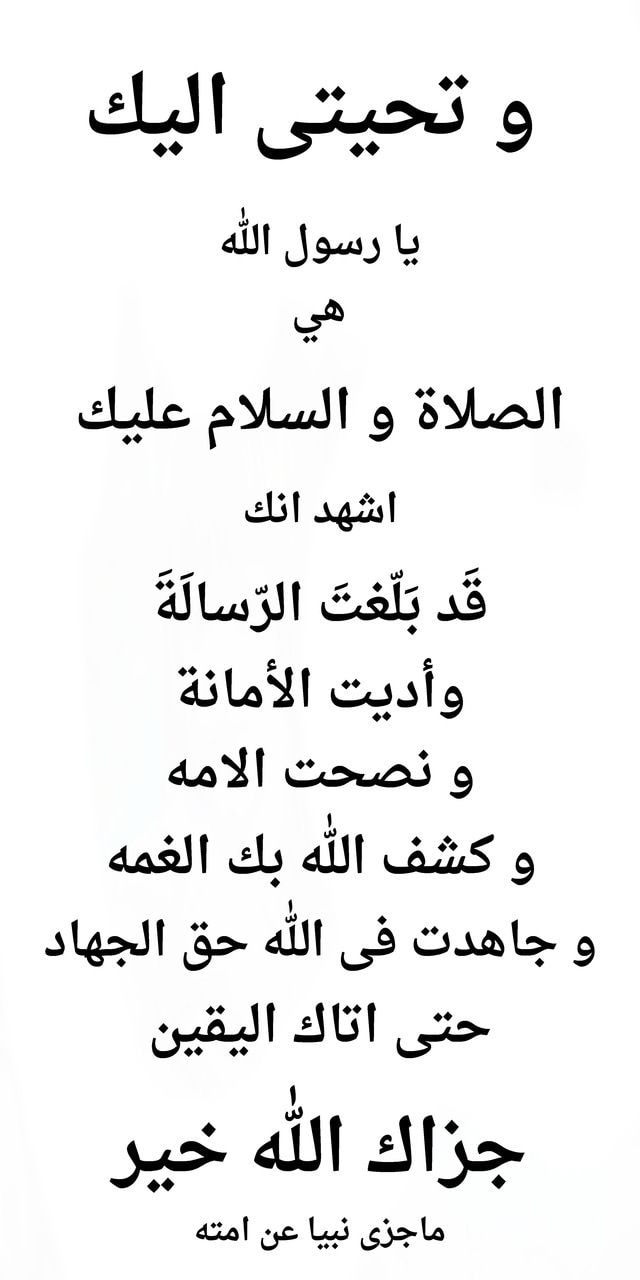 و تحيتى اليك
يا رسول الله
هي
الصلاة و السلام عليك
اشهد انك
قَد بَلّغتَ الرّسالَةَ
وأديت الأمانة
و نصحت الامه
و كشف الله بك الغمه
و جاهدت فى الله حق الجهاد
حتى اتاك اليقين
جزاك الله خير
ماجزى نبيا عن امته